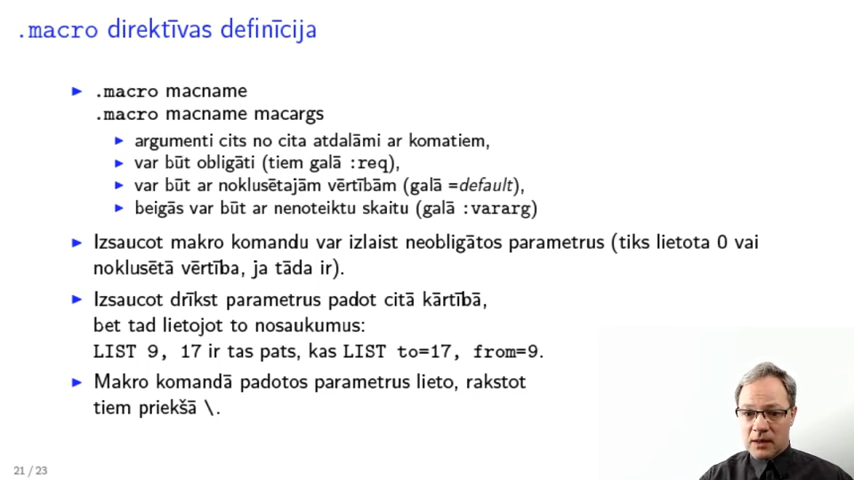 .macro direktīvas definīcija
.macro macname
.macro macname macargs
argumenti cits no cita atdalāmi ar komatiem,
var būt obligāti (tiem galā :req),
var būt ar noklusētajām vērtībām (galā =default),
beigās var būt ar nenoteiktu skaitu (galā :vararg)
Izsaucot makro komandu var izlaist neobligātos parametrus (tiks lietota 0 vai
noklusētā vērtība, ja tāda ir).
Izsaucot drīkst parametrus padot citā kārtībā,
bet tad lietojot to nosaukumus:
LIST 9, 17 ir tas pats, kas LIST to=17, from=9.
Makro komandā padotos parametrus lieto, rakstot
tiem priekšā \.
21 / 23